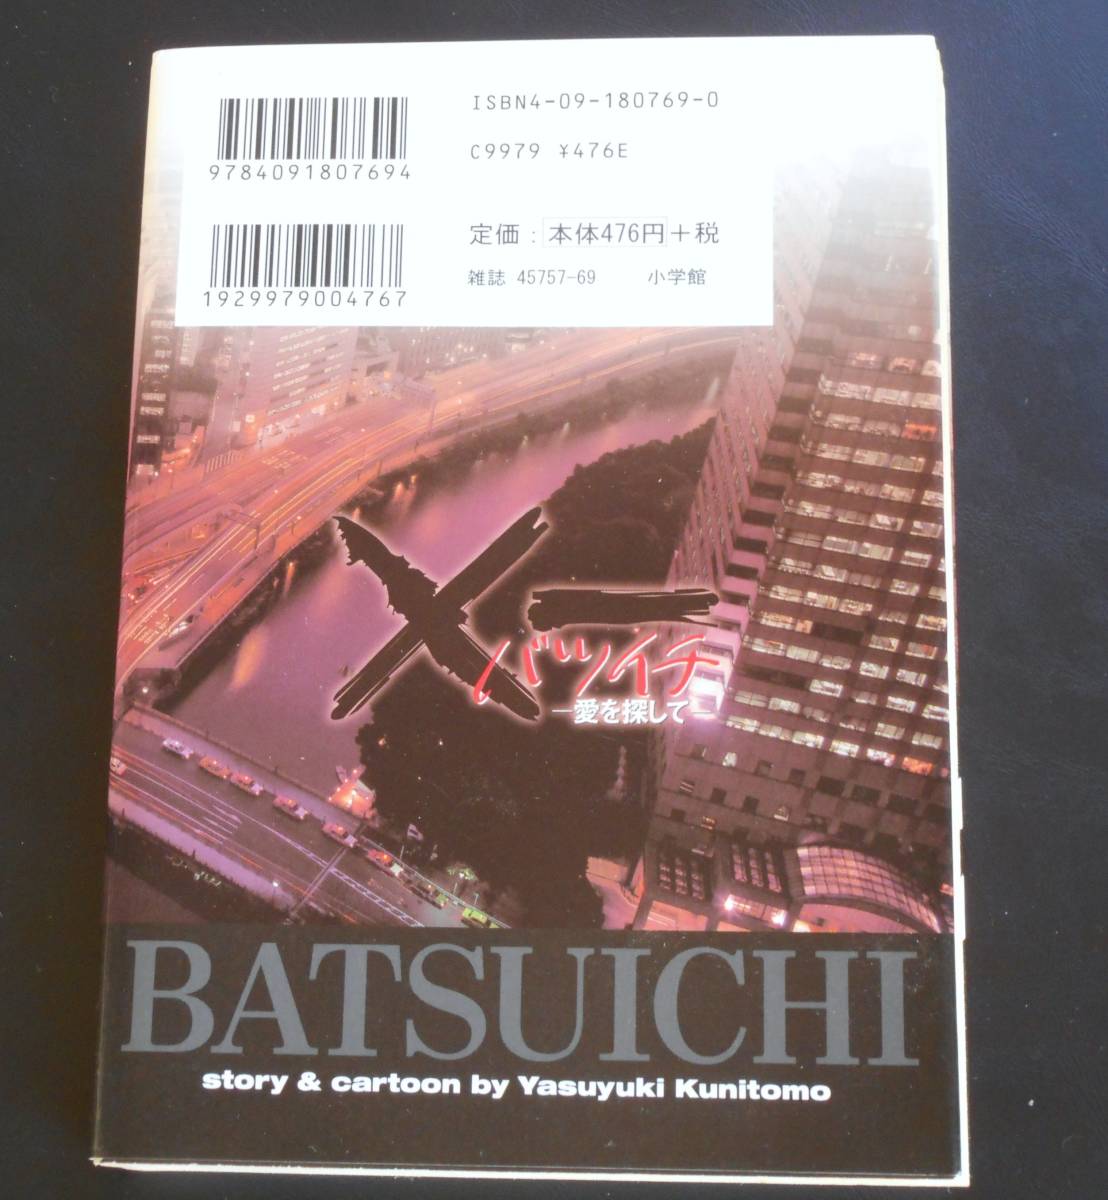 ISBN4-09-180769-0
9784091807694
C9979 ¥476E
定価：本体476円＋税
1929979004767
雑誌 45757-69 小学館
×一
バツイチ
―愛を探して―
BATSUICHI
story & cartoon by Yasuyuki Kunitomo